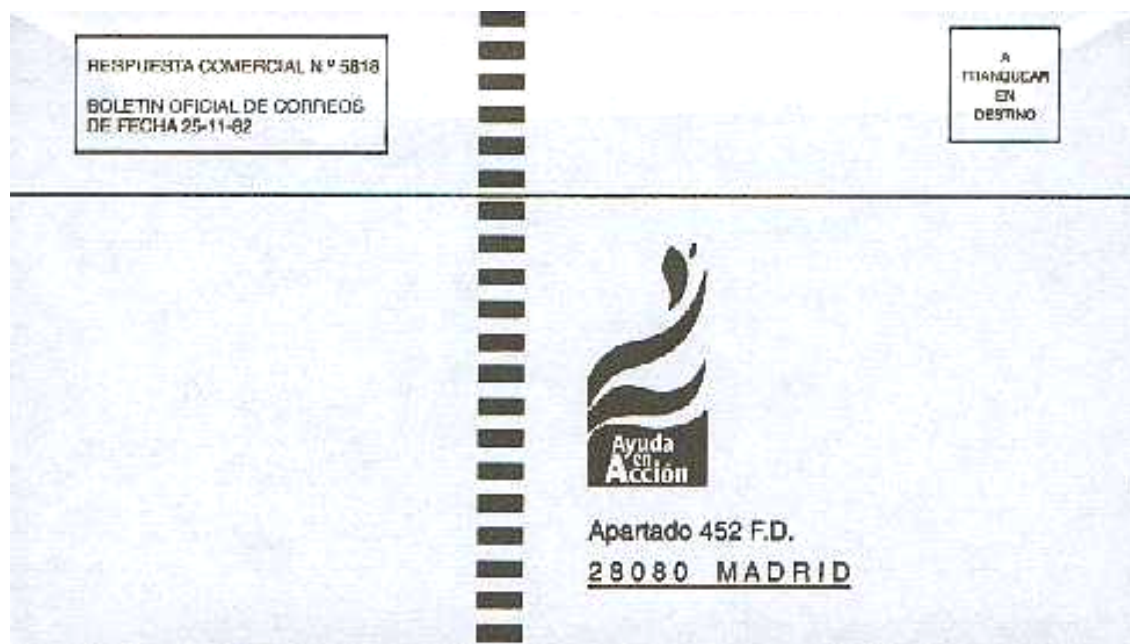 RESPUESTA COMERCIAL N.º 5818
BOLETIN OFICIAL DE CORREOS
DE FECHA 25-11-82
A
FRANQUEAR
EN
DESTINO
Ayuda
en
Acción
Apartado 452 F.D.
28080 MADRID